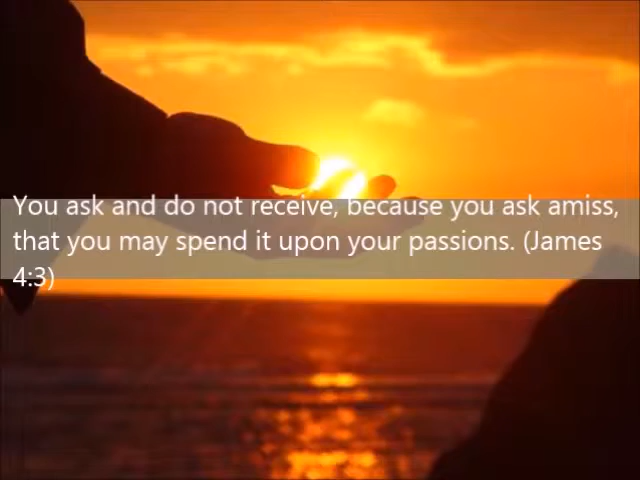 You ask and do not receive, because you ask amiss,
that you may spend it upon your passions. (James
4:3)